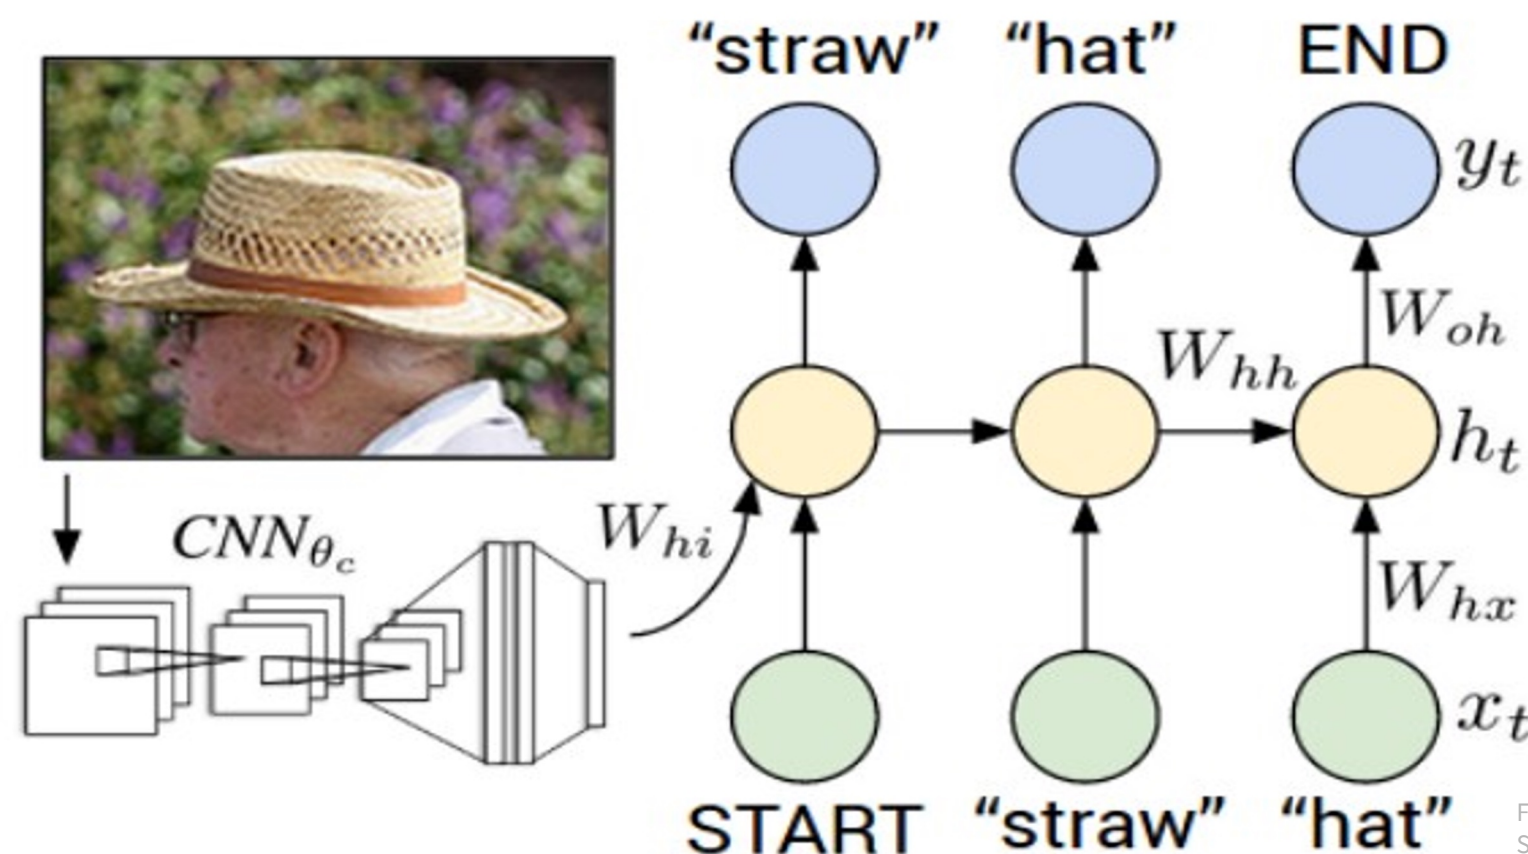 “straw” “hat” END
y_t
W_oh
W_hh
h_t
CNN_θc
W_hi
W_hx
x_t
START “straw” “hat”
F
S